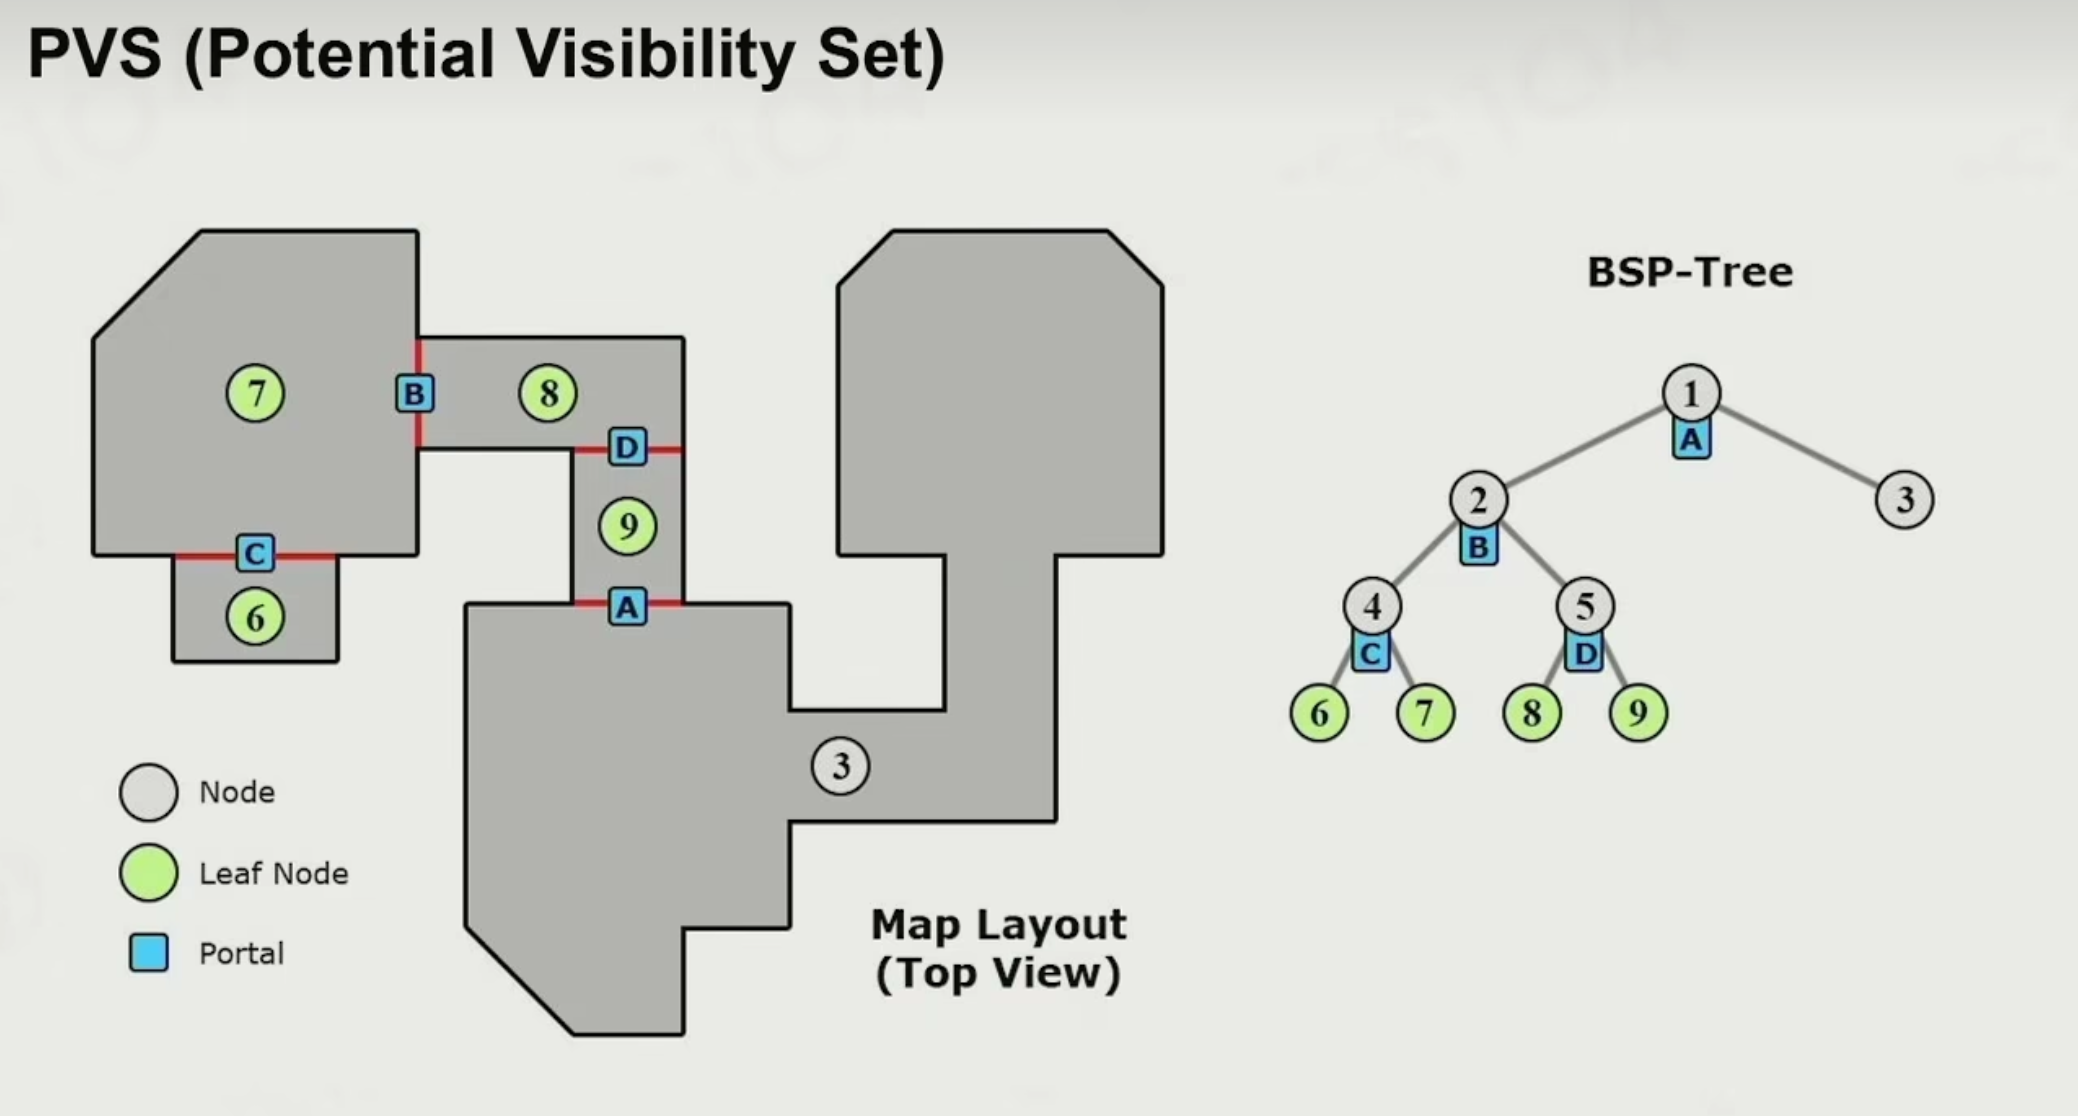 PVS (Potential Visibility Set)
BSP-Tree
7
B
8
D
9
C
6
A
3
1
A
2
3
B
4
5
C
D
6
7
8
9
Node
Leaf Node
Portal
Map Layout
(Top View)